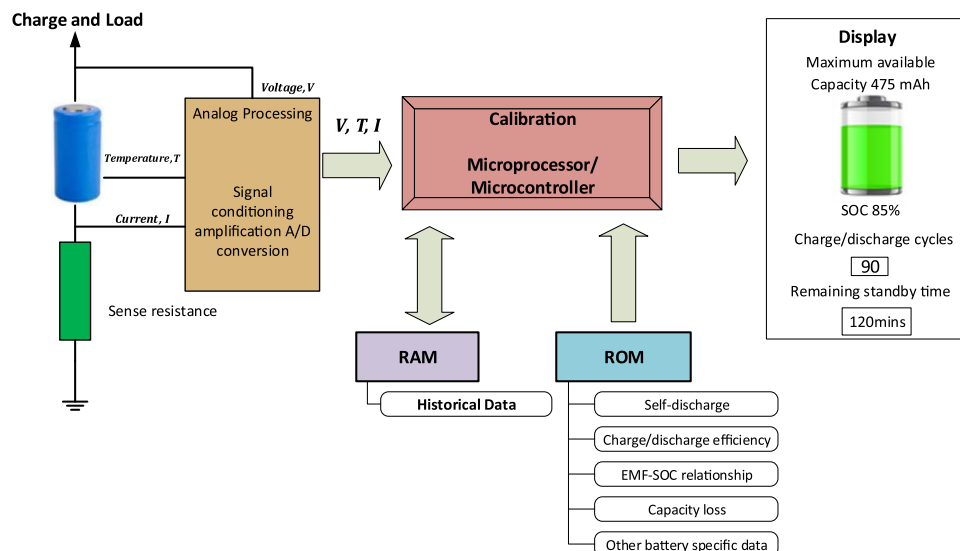 Charge and Load
Voltage, V
Analog Processing
Temperature, T
Signal
conditioning
amplification A/D
conversion
Current, I
Sense resistance
V, T, I
Calibration
Microprocessor/
Microcontroller
RAM
Historical Data
ROM
Self-discharge
Charge/discharge efficiency
EMF-SOC relationship
Capacity loss
Other battery specific data
Display
Maximum available
Capacity 475 mAh
SOC 85%
Charge/discharge cycles
90
Remaining standby time
120mins